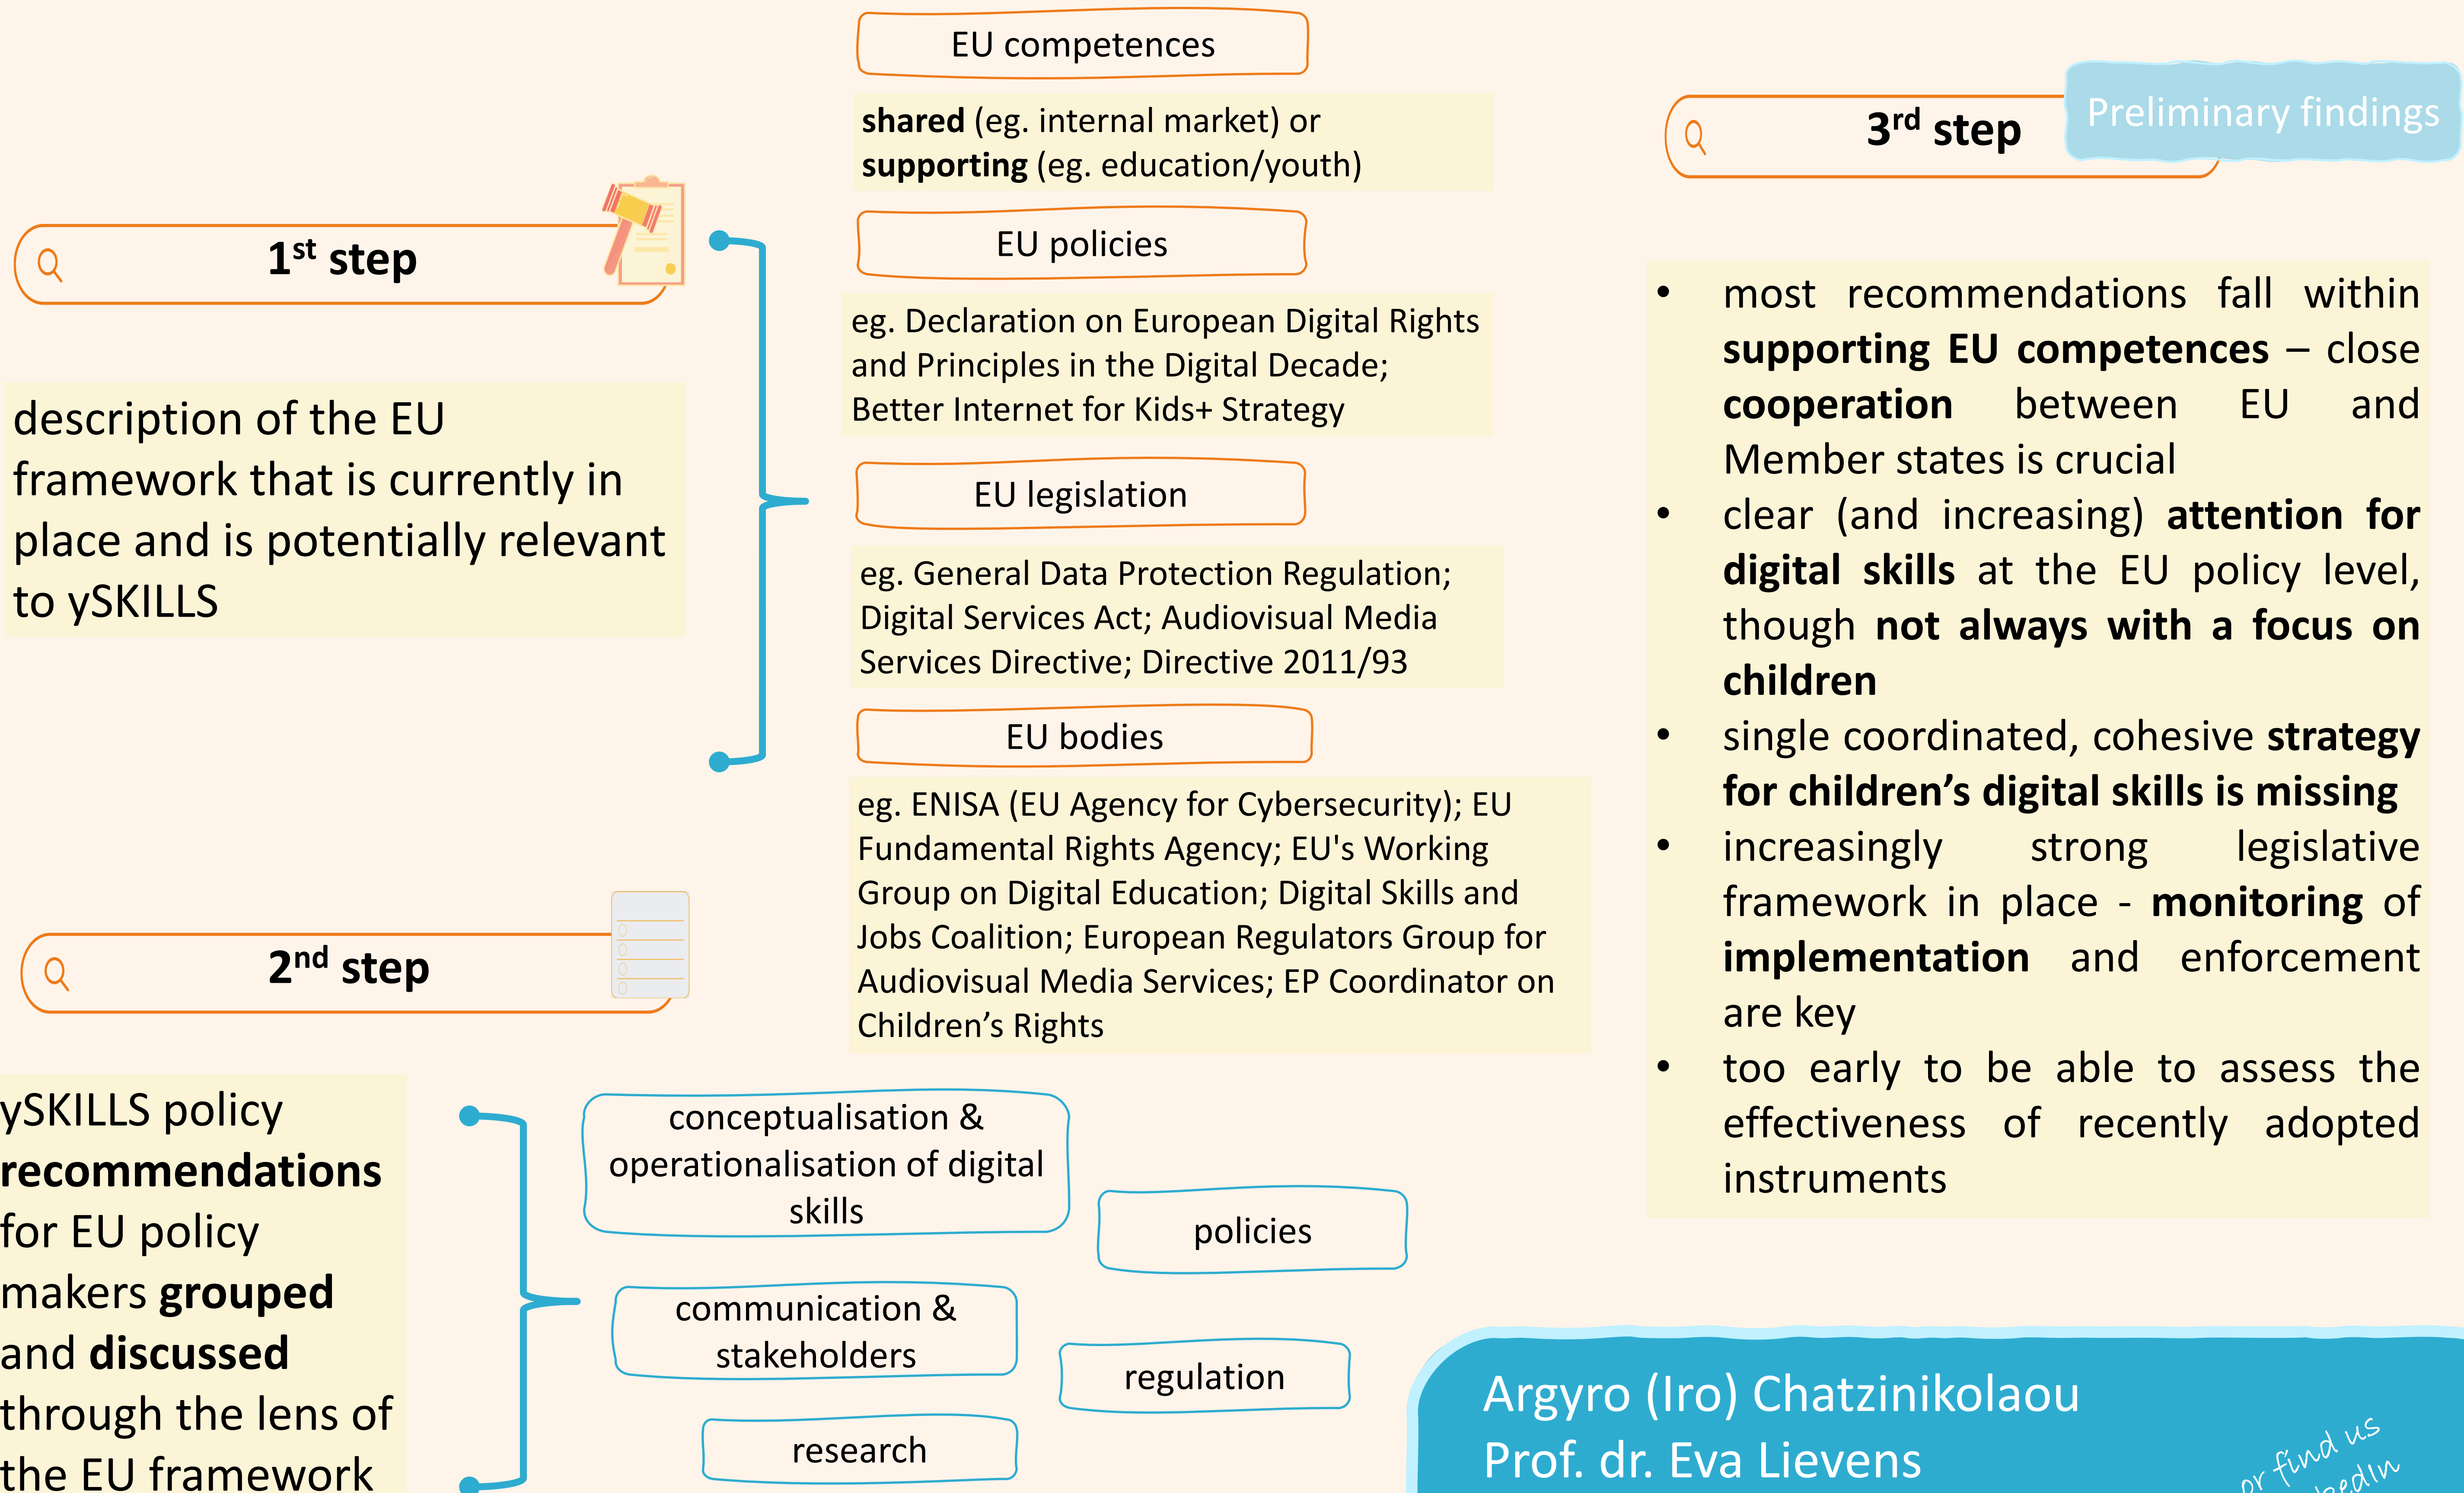 1st step
description of the EU
framework that is currently in
place and is potentially relevant
to ySKILLS
EU competences
shared (eg. internal market) or
supporting (eg. education/youth)
EU policies
eg. Declaration on European Digital Rights
and Principles in the Digital Decade;
Better Internet for Kids+ Strategy
EU legislation
eg. General Data Protection Regulation;
Digital Services Act; Audiovisual Media
Services Directive; Directive 2011/93
EU bodies
eg. ENISA (EU Agency for Cybersecurity); EU
Fundamental Rights Agency; EU's Working
Group on Digital Education; Digital Skills and
Jobs Coalition; European Regulators Group for
Audiovisual Media Services; EP Coordinator on
Children’s Rights
2nd step
ySKILLS policy
recommendations
for EU policy
makers grouped
and discussed
through the lens of
the EU framework
conceptualisation &
operationalisation of digital
skills
policies
communication &
stakeholders
regulation
research
3rd step
Preliminary findings
• most recommendations fall within
supporting EU competences – close
cooperation between EU and
Member states is crucial
• clear (and increasing) attention for
digital skills at the EU policy level,
though not always with a focus on
children
• single coordinated, cohesive strategy
for children’s digital skills is missing
• increasingly strong legislative
framework in place - monitoring of
implementation and enforcement
are key
• too early to be able to assess the
effectiveness of recently adopted
instruments
Argyro (Iro) Chatzinikolaou
Prof. dr. Eva Lievens
or find us